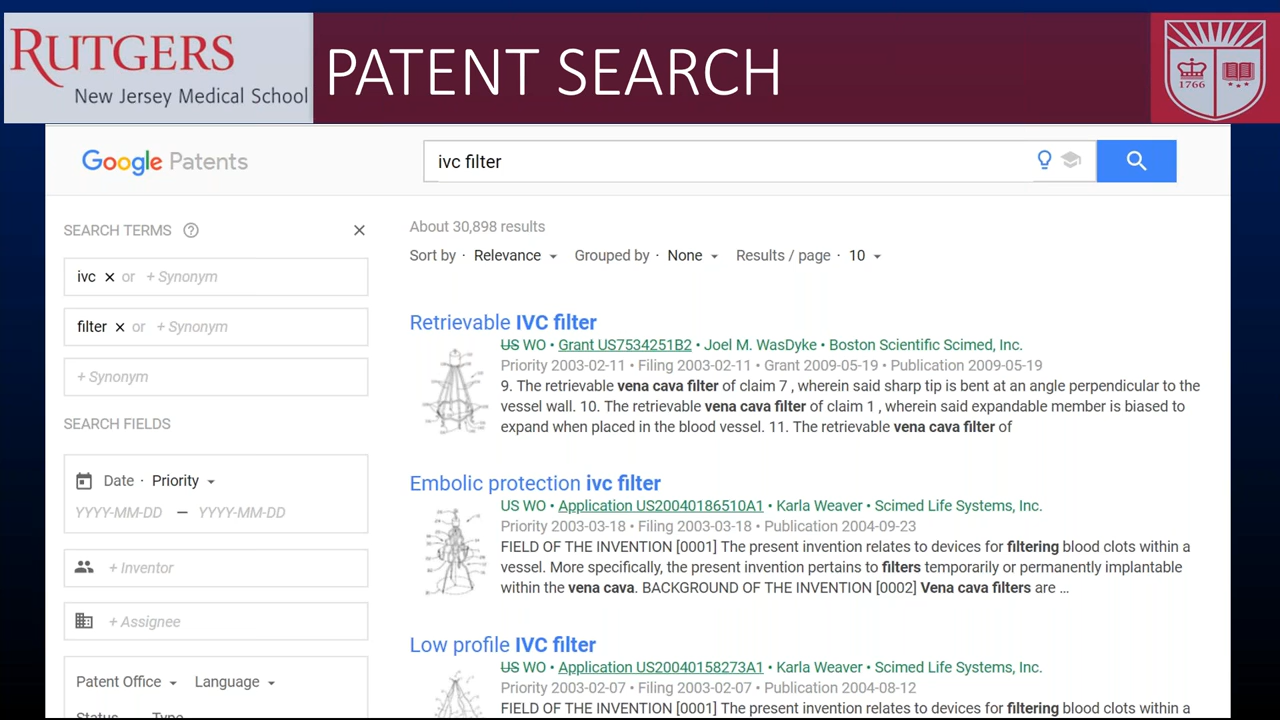 RUTGERS
New Jersey Medical School
PATENT SEARCH
1766
Google Patents
ivc filter
SEARCH TERMS
ivc × or + Synonym
filter × or + Synonym
+ Synonym
SEARCH FIELDS
Date · Priority
YYYY-MM-DD — YYYY-MM-DD
+ Inventor
+ Assignee
Patent Office Language
Status Type
About 30,898 results
Sort by · Relevance Grouped by · None Results / page · 10
Retrievable IVC filter
US WO • Grant US7534251B2 • Joel M. WasDyke • Boston Scientific Scimed, Inc.
Priority 2003-02-11 • Filing 2003-02-11 • Grant 2009-05-19 • Publication 2009-05-19
9. The retrievable vena cava filter of claim 7 , wherein said sharp tip is bent at an angle perpendicular to the
vessel wall. 10. The retrievable vena cava filter of claim 1 , wherein said expandable member is biased to
expand when placed in the blood vessel. 11. The retrievable vena cava filter of
Embolic protection ivc filter
US WO • Application US20040186510A1 • Karla Weaver • Scimed Life Systems, Inc.
Priority 2003-03-18 • Filing 2003-03-18 • Publication 2004-09-23
FIELD OF THE INVENTION [0001] The present invention relates to devices for filtering blood clots within a
vessel. More specifically, the present invention pertains to filters temporarily or permanently implantable
within the vena cava. BACKGROUND OF THE INVENTION [0002] Vena cava filters are ...
Low profile IVC filter
US WO • Application US20040158273A1 • Karla Weaver • Scimed Life Systems, Inc.
Priority 2003-02-07 • Filing 2003-02-07 • Publication 2004-08-12
FIELD OF THE INVENTION [0001] The present invention relates to devices for filtering blood clots within a